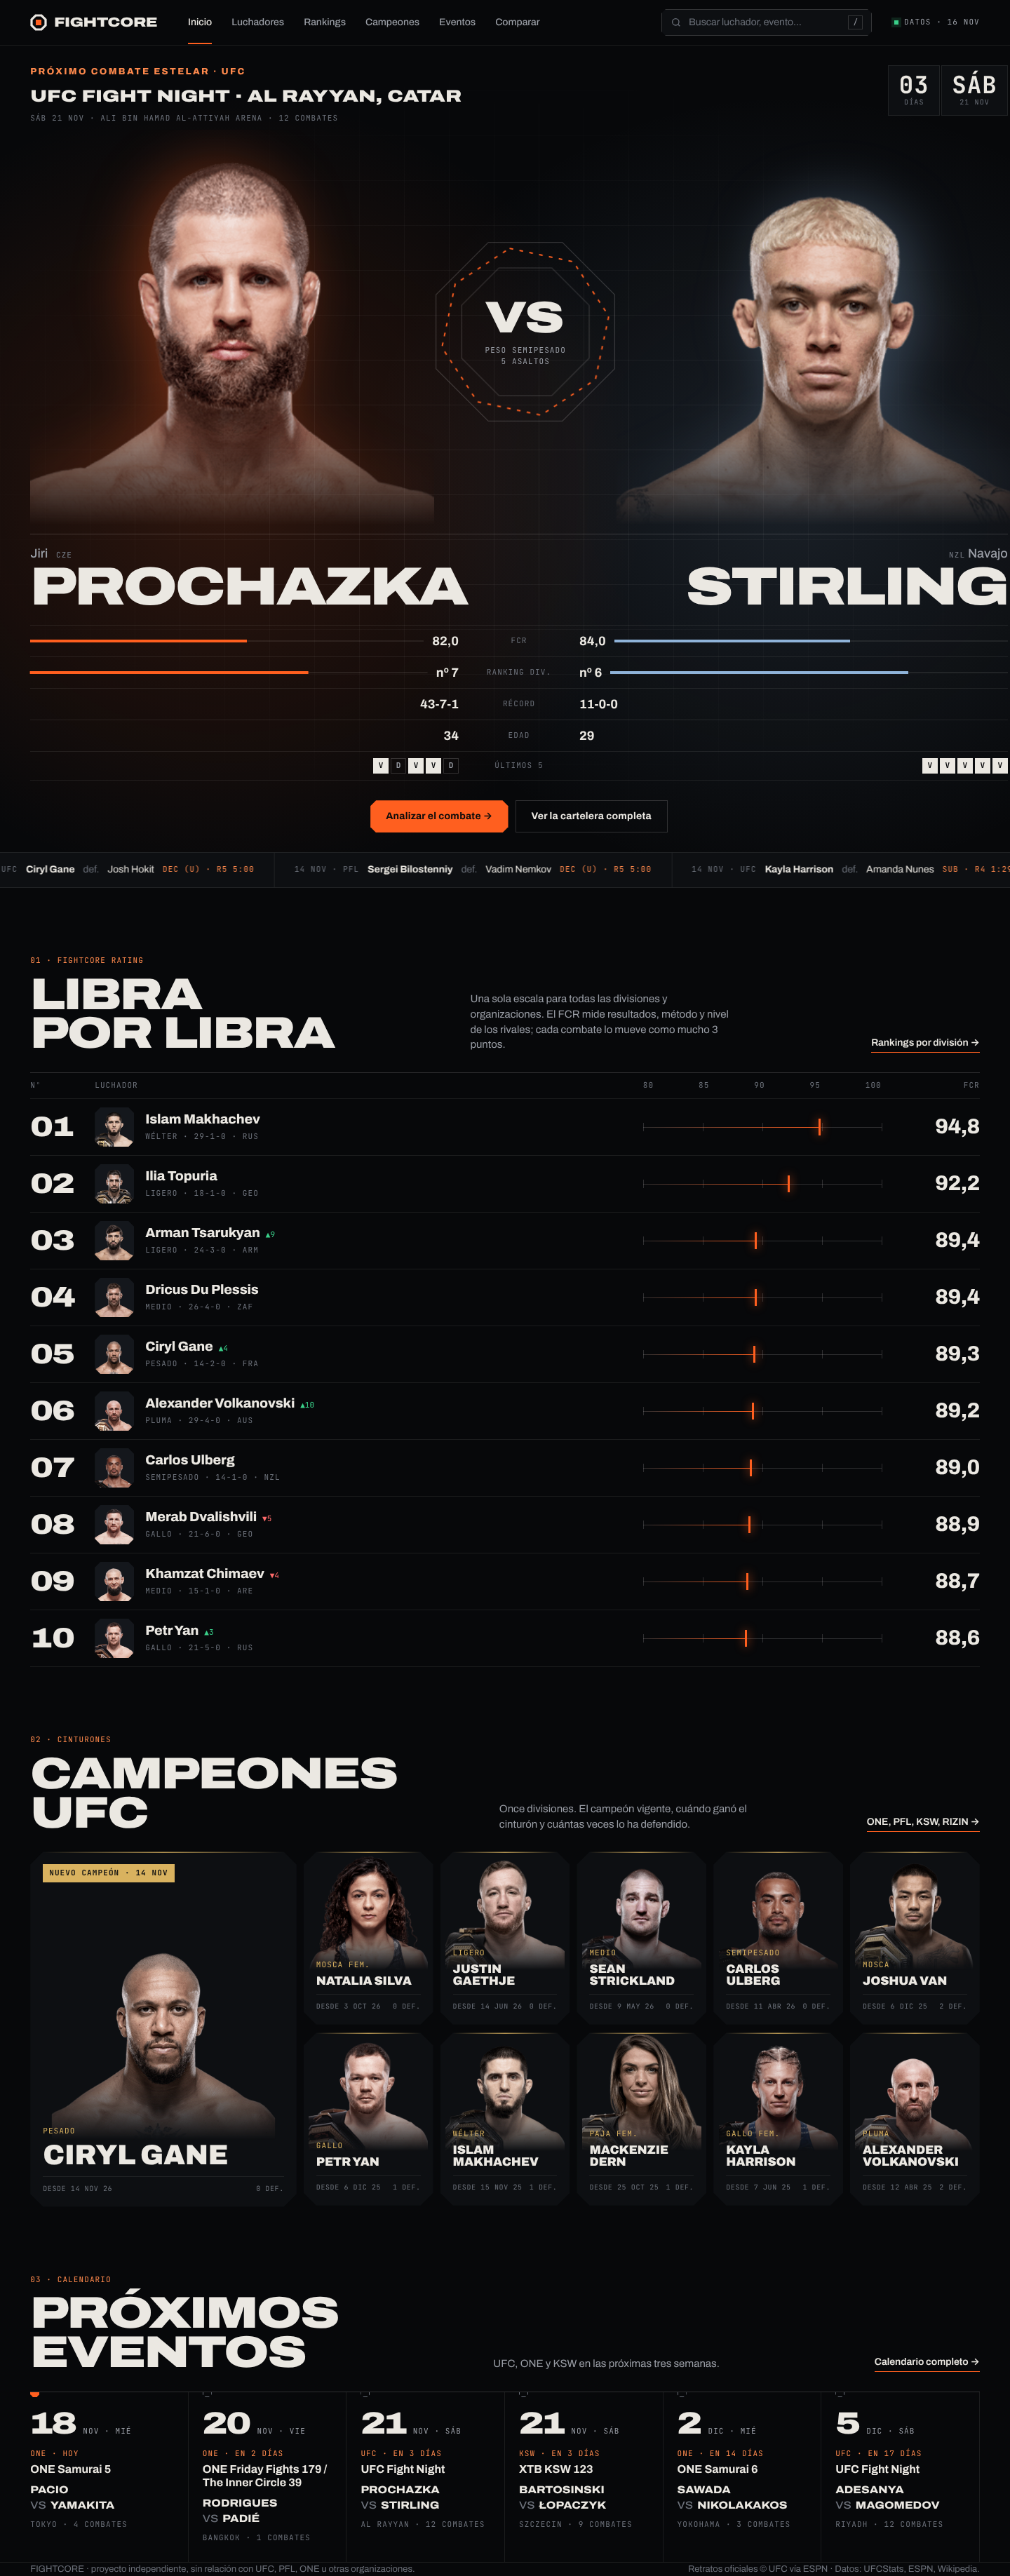 FIGHTCORE
Inicio
Luchadores
Rankings
Campeones
Eventos
Comparar
Buscar luchador, evento...
/
DATOS · 16 NOV
PRÓXIMO COMBATE ESTELAR · UFC
UFC FIGHT NIGHT · AL RAYYAN, CATAR
SÁB 21 NOV · ALI BIN HAMAD AL-ATTIYAH ARENA · 12 COMBATES
03
DÍAS
SÁB
21 NOV
VS
PESO SEMIPESADO
5 ASALTOS
Jiri CZE
PROCHAZKA
NZL Navajo
STIRLING
82,0 FCR 84,0
nº 7 RANKING DIV. nº 6
43-7-1 RÉCORD 11-0-0
34 EDAD 29
V D V V D ÚLTIMOS 5 V V V V V
Analizar el combate →
Ver la cartelera completa
UFC Ciryl Gane def. Josh Hokit DEC (U) · R5 5:00
14 NOV · PFL Sergei Bilostenniy def. Vadim Nemkov DEC (U) · R5 5:00
14 NOV · UFC Kayla Harrison def. Amanda Nunes SUB · R4 1:29
01 · FIGHTCORE RATING
LIBRA
POR LIBRA
Una sola escala para todas las divisiones y
organizaciones. El FCR mide resultados, método y nivel
de los rivales; cada combate lo mueve como mucho 3
puntos.
Rankings por división →
Nº LUCHADOR 80 85 90 95 100 FCR
01 Islam Makhachev 94,8
WÉLTER · 29-1-0 · RUS
02 Ilia Topuria 92,2
LIGERO · 18-1-0 · GEO
03 Arman Tsarukyan ▲9 89,4
LIGERO · 24-3-0 · ARM
04 Dricus Du Plessis 89,4
MEDIO · 26-4-0 · ZAF
05 Ciryl Gane ▲4 89,3
PESADO · 14-2-0 · FRA
06 Alexander Volkanovski ▲10 89,2
PLUMA · 29-4-0 · AUS
07 Carlos Ulberg 89,0
SEMIPESADO · 14-1-0 · NZL
08 Merab Dvalishvili ▼5 88,9
GALLO · 21-6-0 · GEO
09 Khamzat Chimaev ▼4 88,7
MEDIO · 15-1-0 · ARE
10 Petr Yan ▲3 88,6
GALLO · 21-5-0 · RUS
02 · CINTURONES
CAMPEONES
UFC
Once divisiones. El campeón vigente, cuándo ganó el
cinturón y cuántas veces lo ha defendido.
ONE, PFL, KSW, RIZIN →
NUEVO CAMPEÓN · 14 NOV
PESADO
CIRYL GANE
DESDE 14 NOV 26 0 DEF.
MOSCA FEM.
NATALIA SILVA
DESDE 3 OCT 26 0 DEF.
LIGERO
JUSTIN
GAETHJE
DESDE 14 JUN 26 0 DEF.
MEDIO
SEAN
STRICKLAND
DESDE 9 MAY 26 0 DEF.
SEMIPESADO
CARLOS
ULBERG
DESDE 11 ABR 26 0 DEF.
MOSCA
JOSHUA VAN
DESDE 6 DIC 25 2 DEF.
GALLO
PETR YAN
DESDE 6 DIC 25 1 DEF.
WÉLTER
ISLAM
MAKHACHEV
DESDE 15 NOV 25 1 DEF.
PAJA FEM.
MACKENZIE
DERN
DESDE 25 OCT 25 1 DEF.
GALLO FEM.
KAYLA
HARRISON
DESDE 7 JUN 25 1 DEF.
PLUMA
ALEXANDER
VOLKANOVSKI
DESDE 12 ABR 25 2 DEF.
03 · CALENDARIO
PRÓXIMOS
EVENTOS
UFC, ONE y KSW en las próximas tres semanas.
Calendario completo →
18 NOV · MIÉ
ONE · HOY
ONE Samurai 5
PACIO
VS YAMAKITA
TOKYO · 4 COMBATES
20 NOV · VIE
ONE · EN 2 DÍAS
ONE Friday Fights 179 /
The Inner Circle 39
RODRIGUES
VS PADIÉ
BANGKOK · 1 COMBATES
21 NOV · SÁB
UFC · EN 3 DÍAS
UFC Fight Night
PROCHAZKA
VS STIRLING
AL RAYYAN · 12 COMBATES
21 NOV · SÁB
KSW · EN 3 DÍAS
XTB KSW 123
BARTOSINSKI
VS ŁOPACZYK
SZCZECIN · 9 COMBATES
2 DIC · MIÉ
ONE · EN 14 DÍAS
ONE Samurai 6
SAWADA
VS NIKOLAKAKOS
YOKOHAMA · 3 COMBATES
5 DIC · SÁB
UFC · EN 17 DÍAS
UFC Fight Night
ADESANYA
VS MAGOMEDOV
RIYADH · 12 COMBATES
FIGHTCORE · proyecto independiente, sin relación con UFC, PFL, ONE u otras organizaciones.
Retratos oficiales © UFC vía ESPN · Datos: UFCStats, ESPN, Wikipedia.